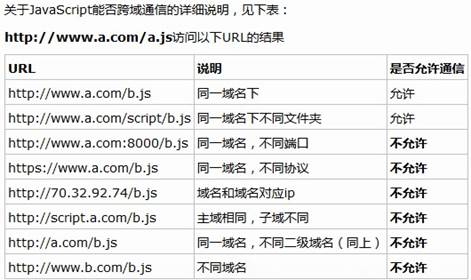 关于JavaScript能否跨域通信的详细说明，见下表：
http://www.a.com/a.js访问以下URL的结果
URL 说明 是否允许通信
http://www.a.com/b.js 同一域名下 允许
http://www.a.com/script/b.js 同一域名下不同文件夹 允许
http://www.a.com:8000/b.js 同一域名，不同端口 不允许
https://www.a.com/b.js 同一域名，不同协议 不允许
http://70.32.92.74/b.js 域名和域名对应ip 不允许
http://script.a.com/b.js 主域相同，子域不同 不允许
http://a.com/b.js 同一域名，不同二级域名（同上） 不允许
http://www.b.com/b.js 不同域名 不允许